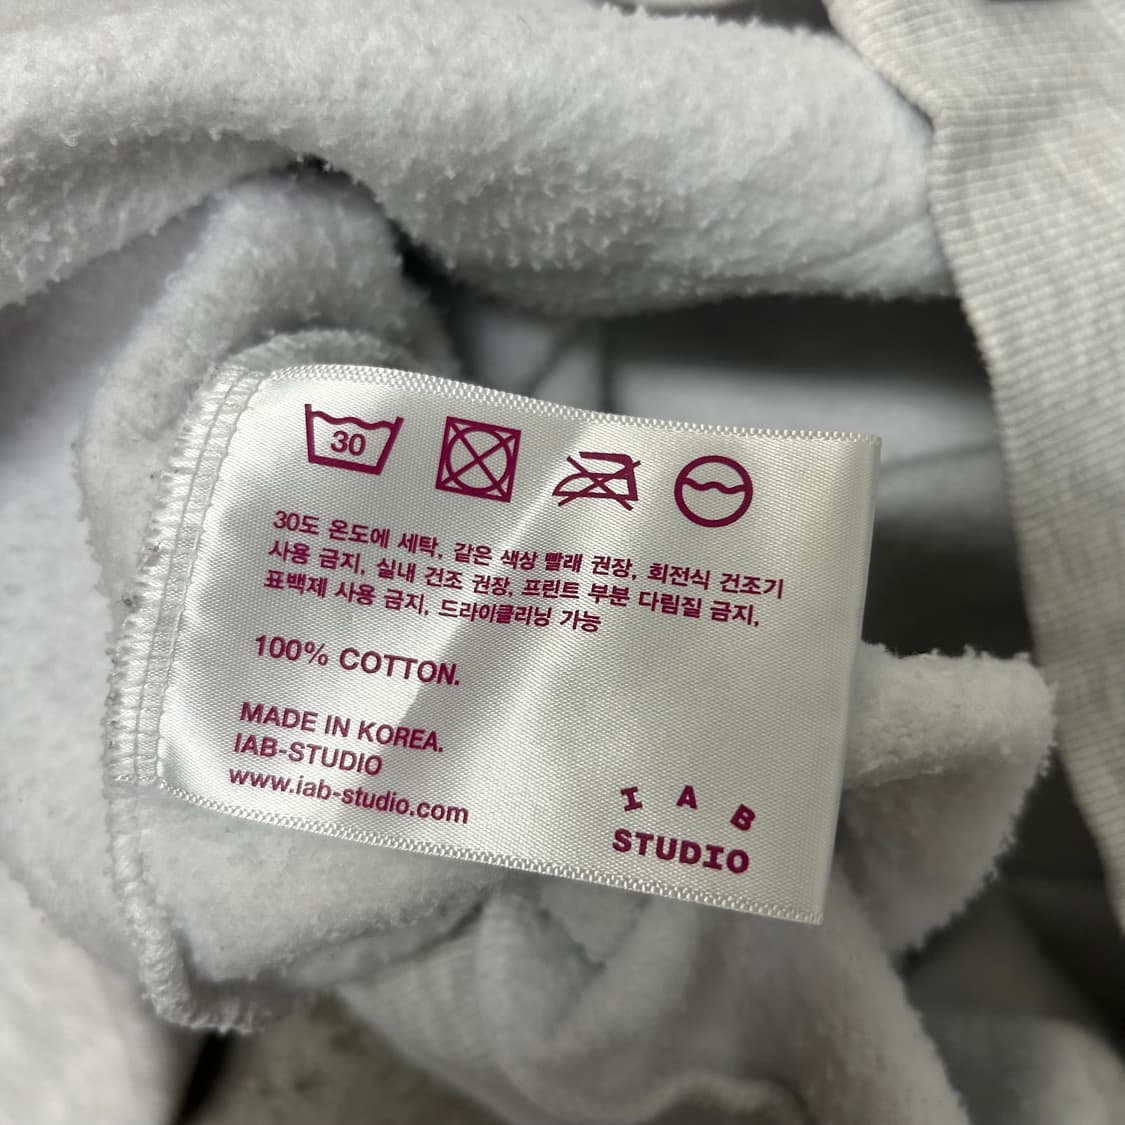 30
30도 온도에 세탁, 같은 색상 빨래 권장, 회전식 건조기
사용 금지, 실내 건조 권장, 프린트 부분 다림질 금지,
표백제 사용 금지, 드라이클리닝 가능
100% COTTON.
MADE IN KOREA.
IAB-STUDIO
www.iab-studio.com
I A B
STUDIO